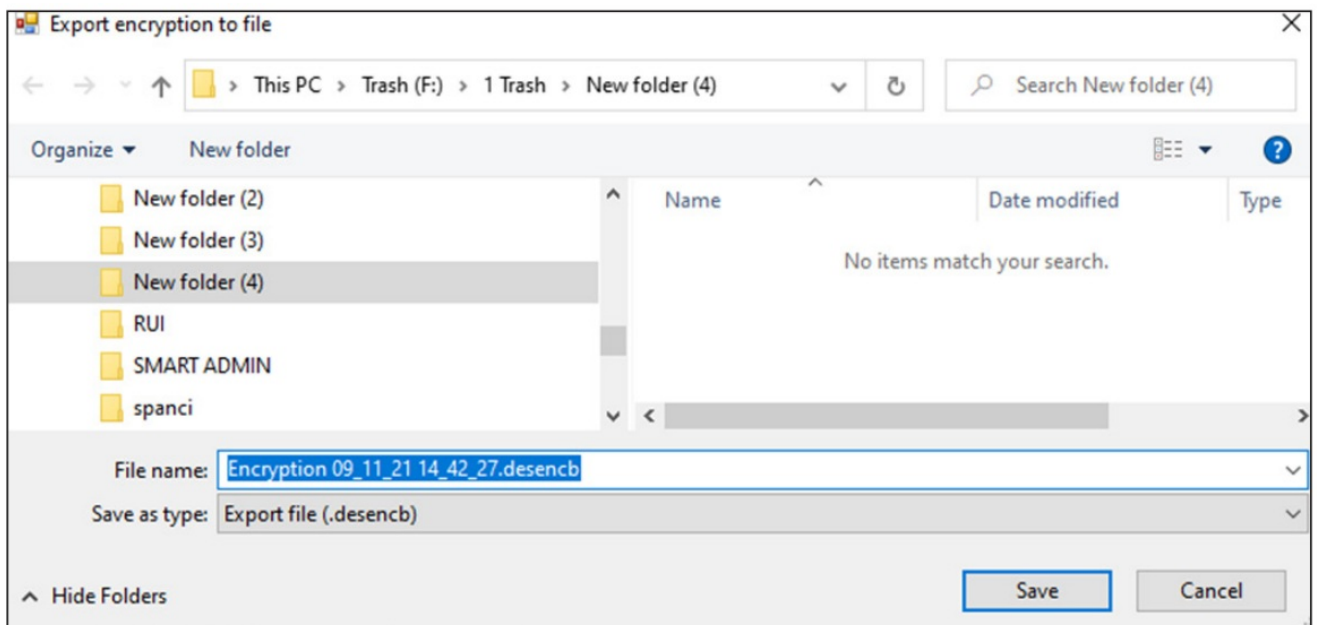 Export encryption to file
This PC > Trash (F:) > 1 Trash > New folder (4)
Search New folder (4)
Organize
New folder
?
New folder (2)
New folder (3)
New folder (4)
RUI
SMART ADMIN
spanci
Name
Date modified
Type
No items match your search.
File name: Encryption 09_11_21 14_42_27.desencb
Save as type: Export file (.desencb)
Hide Folders
Save
Cancel